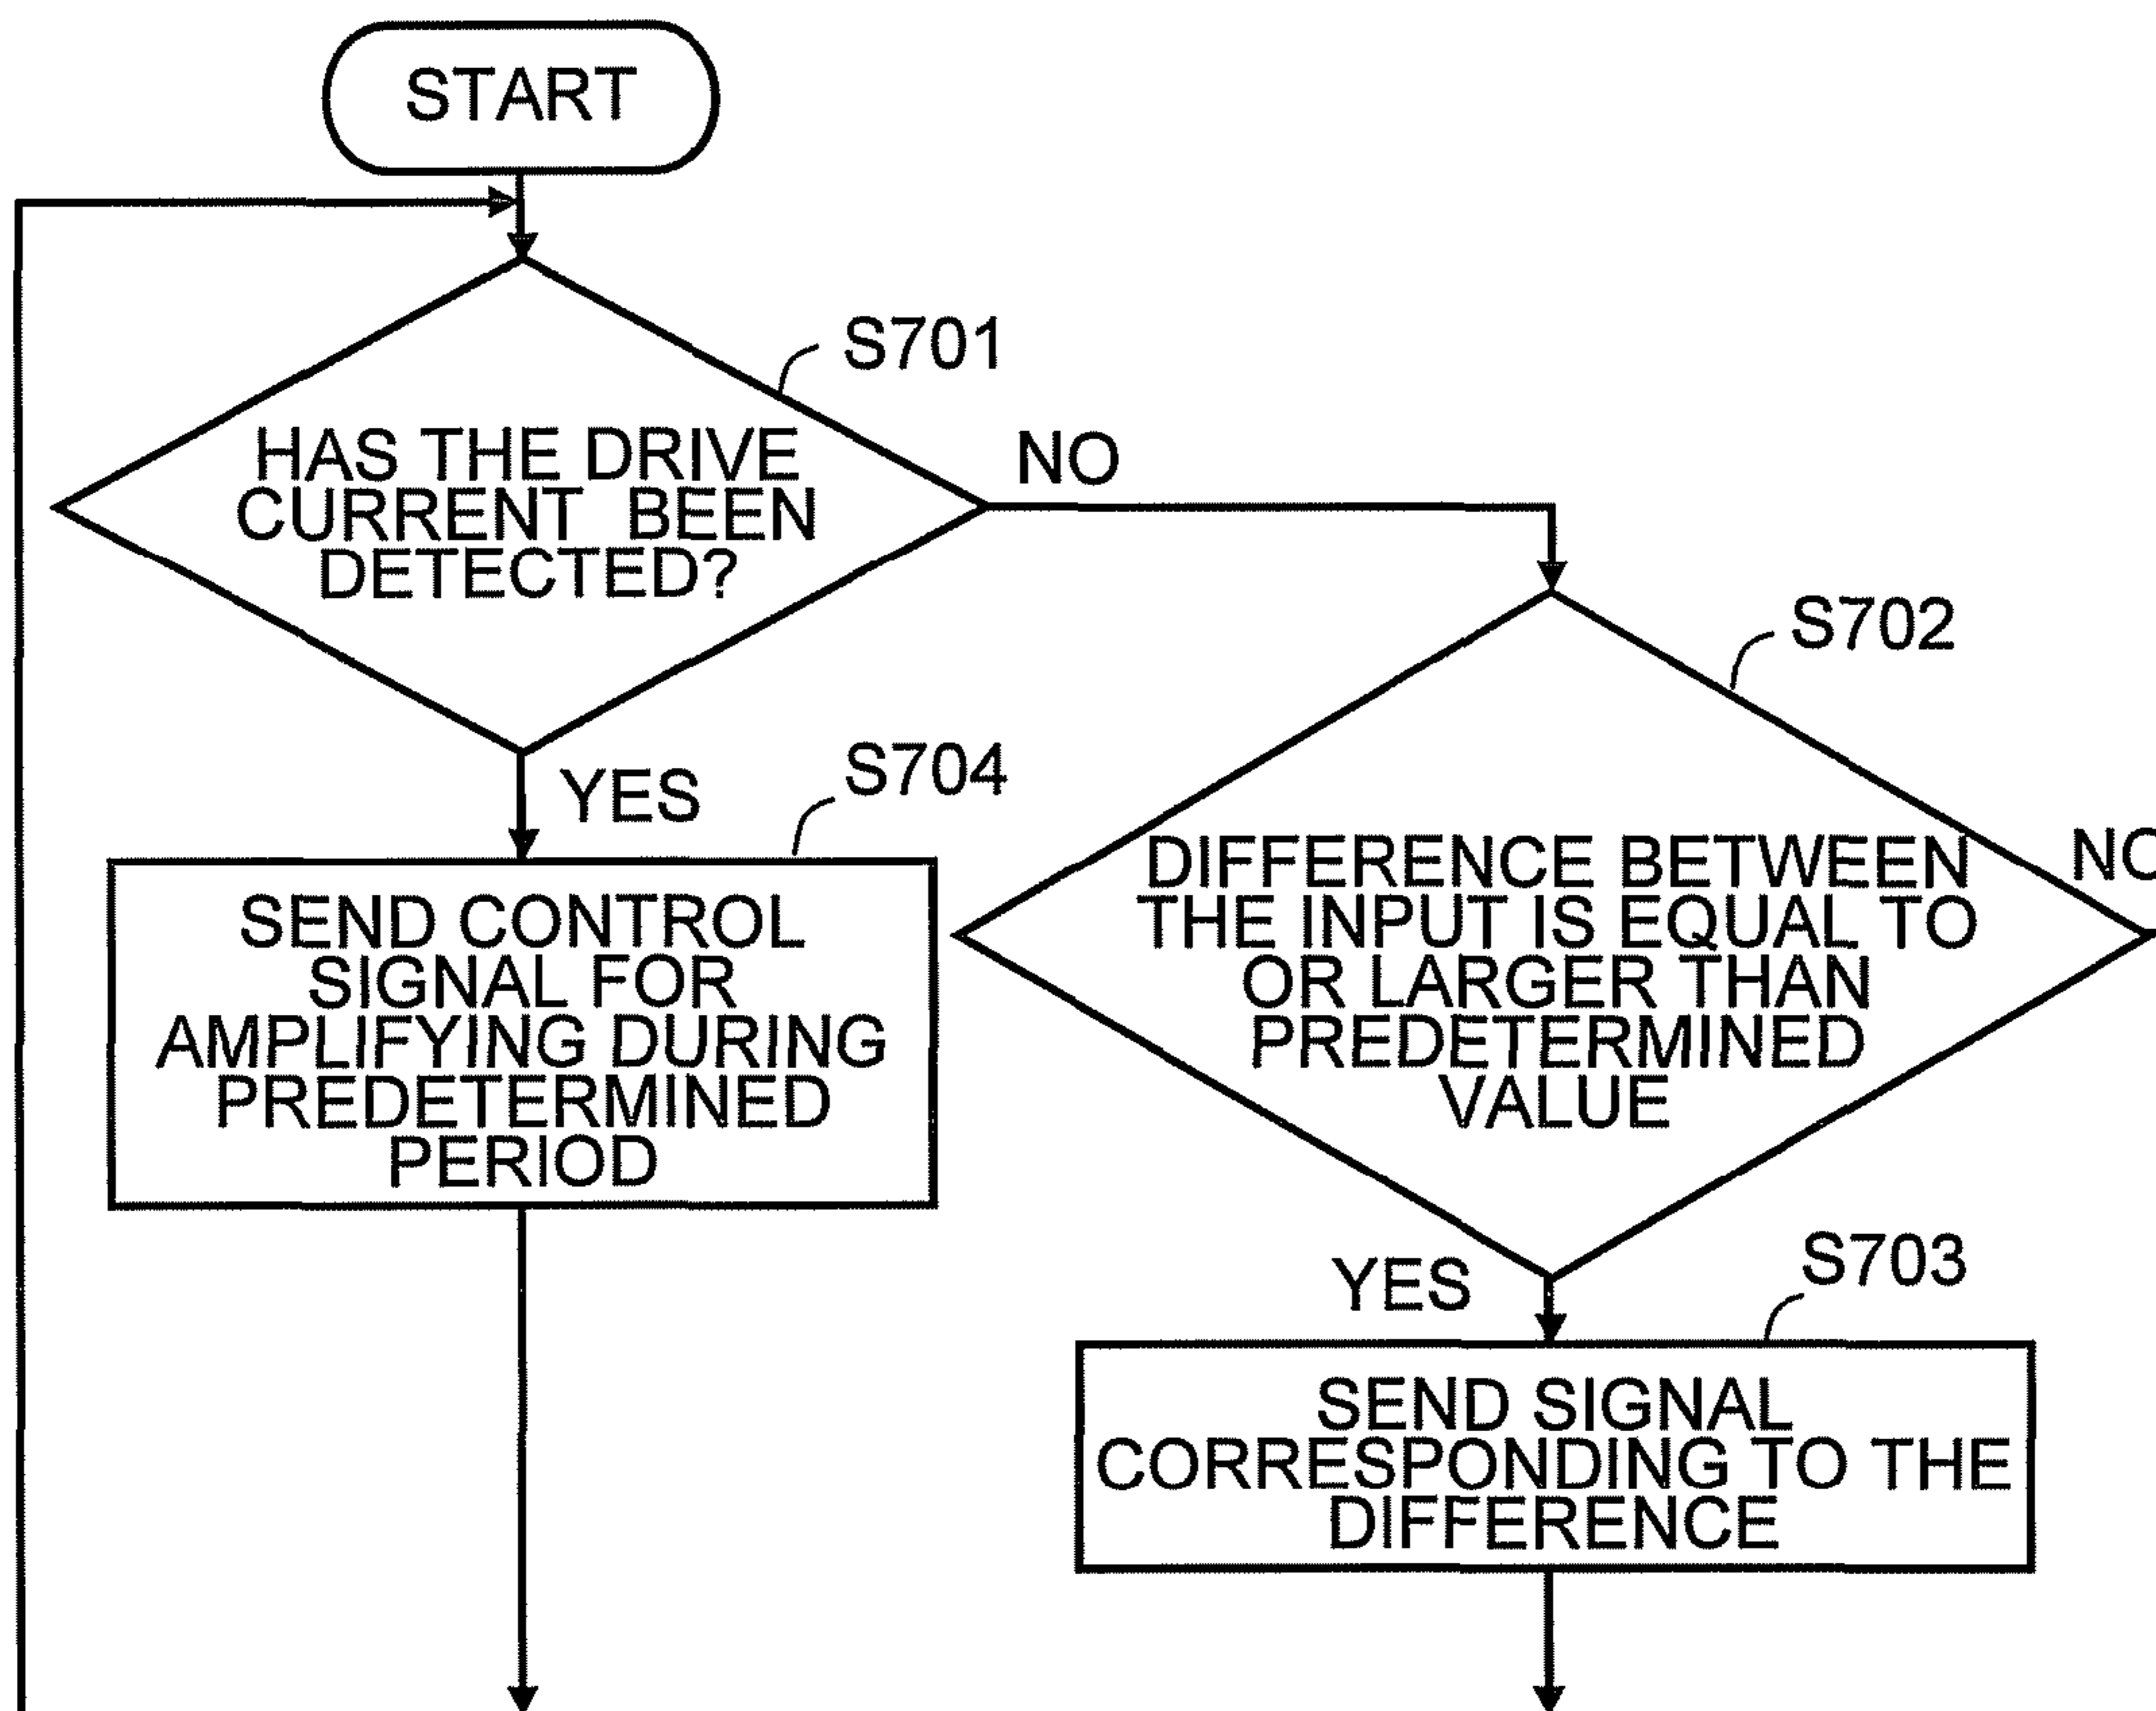 START
S701
HAS THE DRIVE
CURRENT BEEN
DETECTED?
NO
S702
YES
S704
DIFFERENCE BETWEEN
THE INPUT IS EQUAL TO
OR LARGER THAN
PREDETERMINED
VALUE
NO
SEND CONTROL
SIGNAL FOR
AMPLIFYING DURING
PREDETERMINED
PERIOD
YES
S703
SEND SIGNAL
CORRESPONDING TO THE
DIFFERENCE